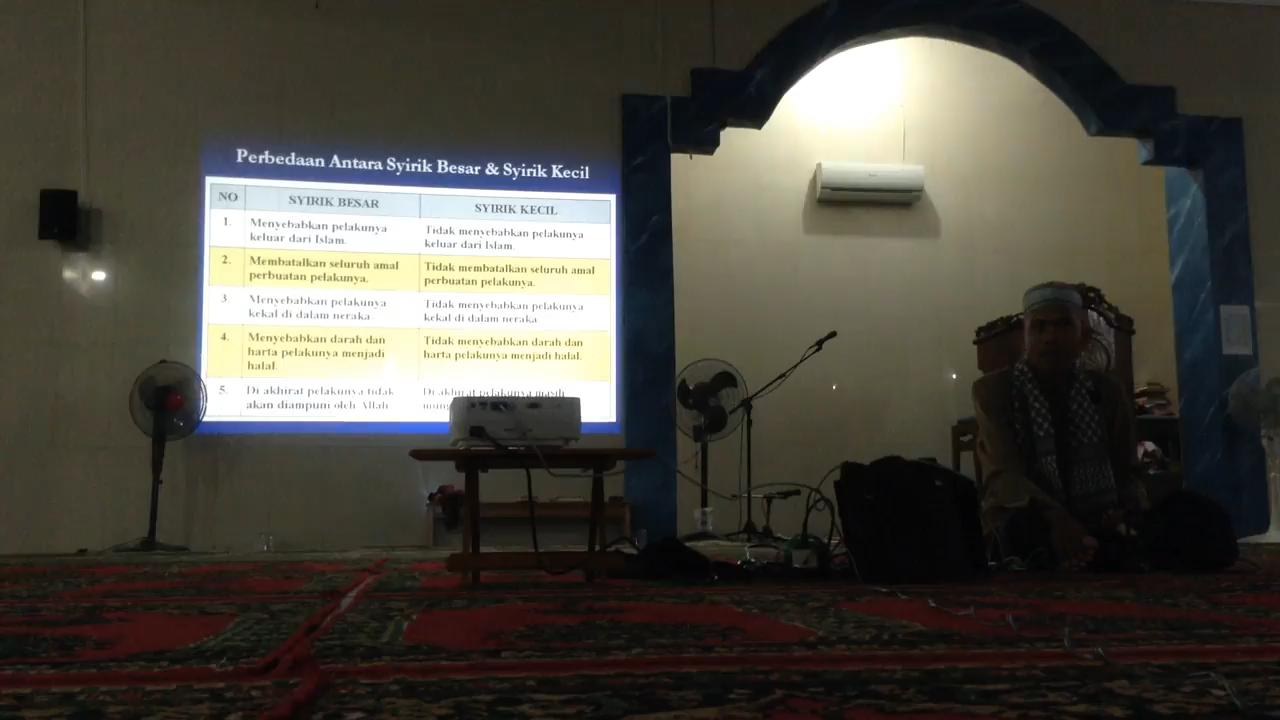 Perbedaan Antara Syirik Besar & Syirik Kecil
NO SYIRIK BESAR SYIRIK KECIL
1. Menyebabkan pelakunya keluar dari Islam. Tidak menyebabkan pelakunya keluar dari Islam.
2. Membatalkan seluruh amal perbuatan pelakunya. Tidak membatalkan seluruh amal perbuatan pelakunya.
3 Menyebabkan pelakunya kekal di dalam neraka Tidak menyebabkan pelakunya kekal di dalam neraka
4. Menyebabkan darah dan harta pelakunya menjadi halal. Tidak menyebabkan darah dan harta pelakunya menjadi halal.
5. Di akhirat pelakunya tidak akan diampuni oleh Allah Di akhirat pelakunya masih